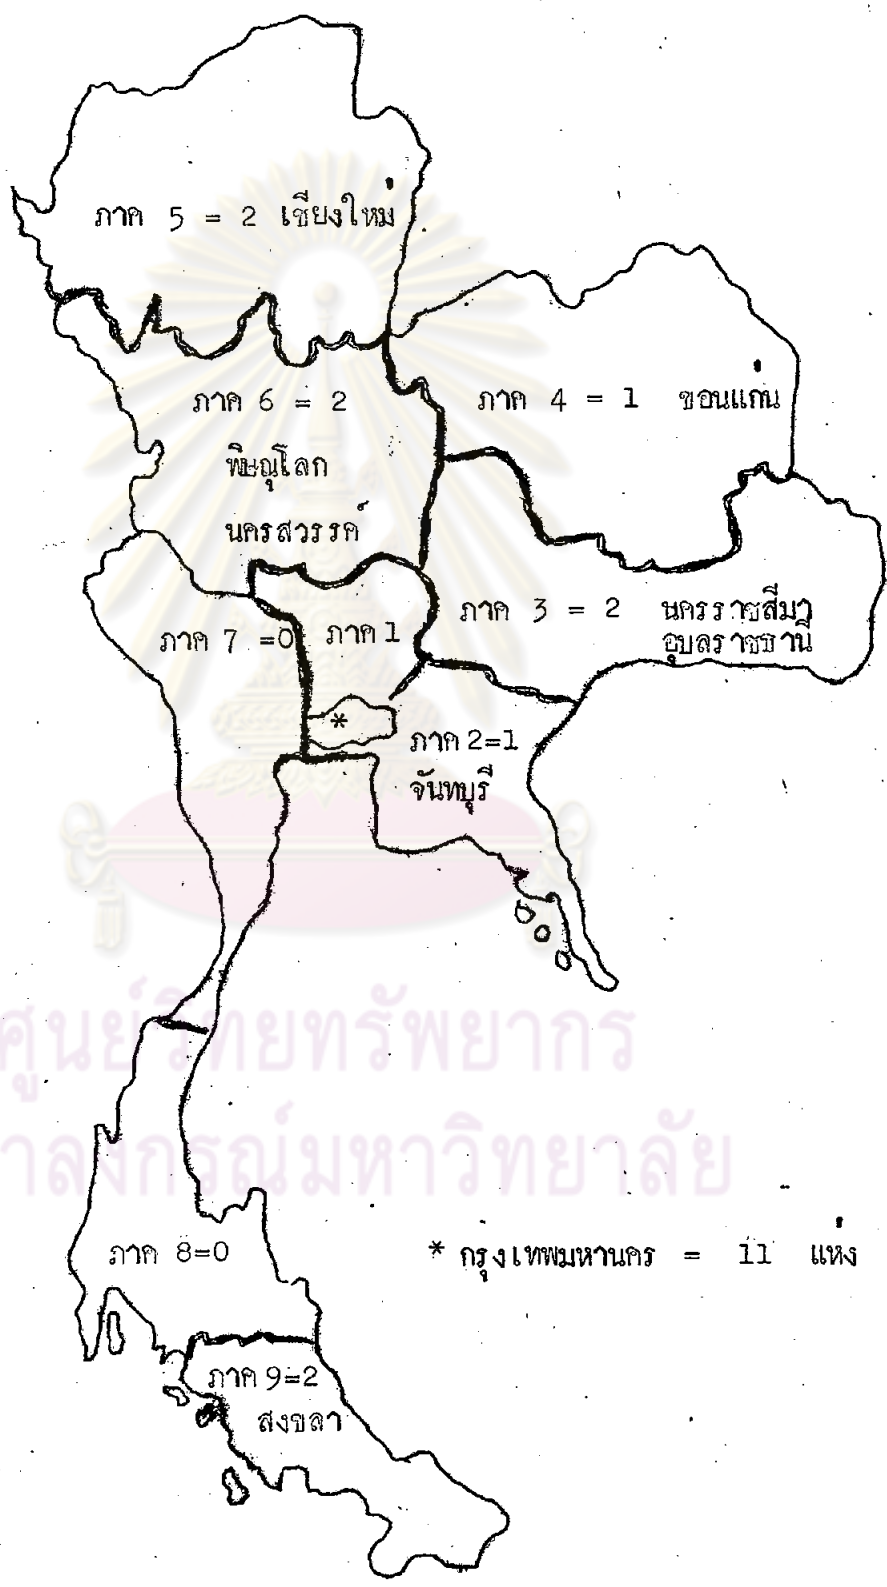 ภาค 5 = 2 เชียงใหม่
ภาค 4 = 1 ขอนแก่น
ภาค 6 = 2
พิษณุโลก
นครสวรรค์
ภาค 3 = 2 นครราชสีมา
อุบลราชธานี
ภาค 7 =0
ภาค 1
*
ภาค 2=1
จันทบุรี
ศูนย์วิทยทรัพยากร
าลงกรณ์มหาวิทยาลัย
ภาค 8=0
* กรุงเทพมหานคร = 11 แห่ง
ภาค 9=2
สงขลา